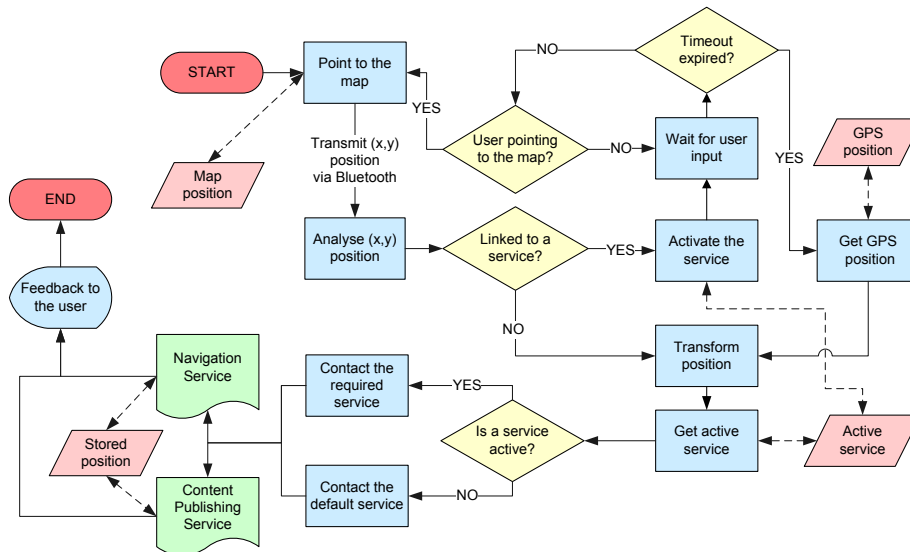 START
Point to the
map
NO
Timeout
expired?
YES
Transmit (x,y)
position
via Bluetooth
User pointing
to the map?
NO
Wait for user
input
YES
GPS
position
Map
position
END
Analyse (x,y)
position
Linked to a
service?
YES
Activate the
service
Get GPS
position
Feedback to
the user
NO
Navigation
Service
Contact the
required
service
YES
Transform
position
Stored
position
Is a service
active?
Get active
service
Active
service
Content
Publishing
Service
Contact the
default service
NO